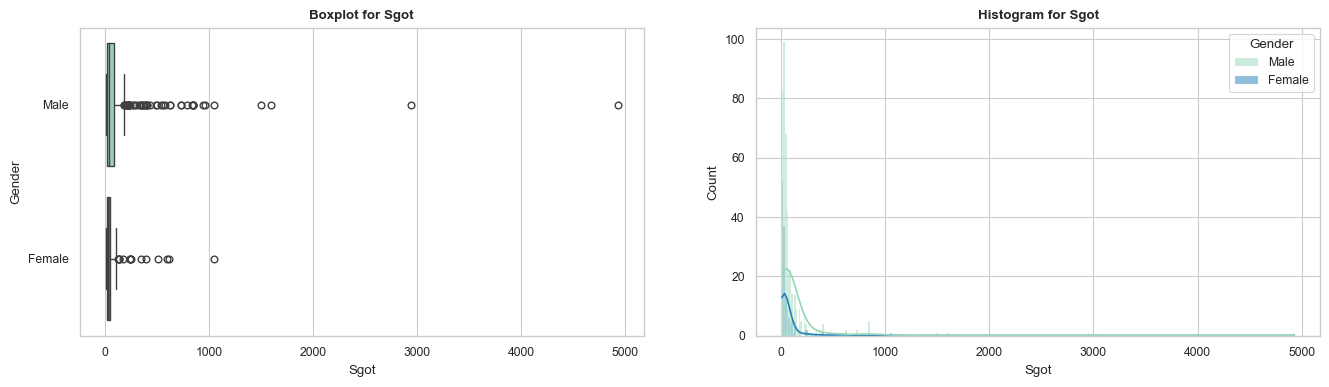 Boxplot for Sgot
Male
Female
Gender
0 1000 2000 3000 4000 5000
Sgot
Histogram for Sgot
100
80
60
40
20
0
Count
0 1000 2000 3000 4000 5000
Sgot
Gender
Male
Female